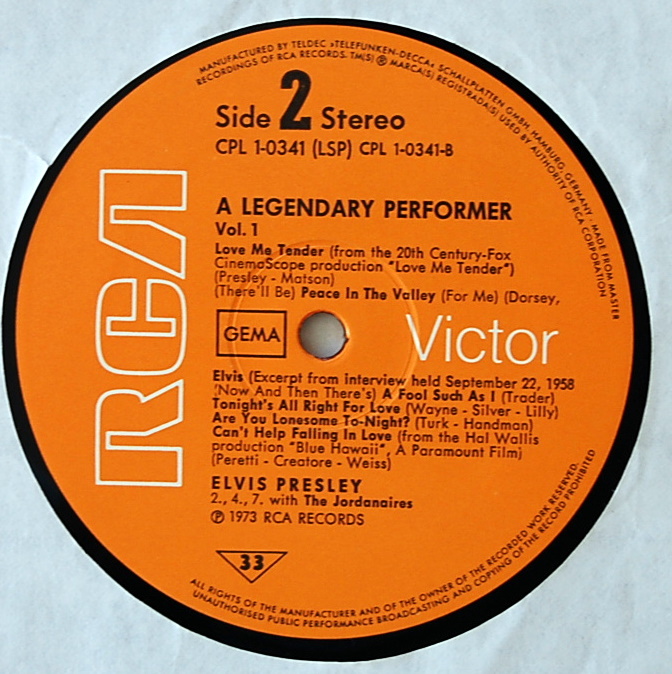 MANUFACTURED BY TELDEC »TELEFUNKEN-DECCA« SCHALLPLATTEN GMBH, HAMBURG, GERMANY · MADE FROM MASTER
RECORDINGS OF RCA RECORDS. TM(S) ® MARCA(S) REGISTRADA(S) USED BY AUTHORITY OF RCA CORPORATION
Side 2 Stereo
CPL 1-0341 (LSP) CPL 1-0341-B
RCA
A LEGENDARY PERFORMER
Vol. 1
Love Me Tender (from the 20th Century-Fox
CinemaScope production "Love Me Tender")
(Presley - Matson)
(There'll Be) Peace In The Valley (For Me) (Dorsey,
GEMA
Victor
Elvis (Excerpt from interview held September 22, 1958
'Now And Then There's) A Fool Such As I (Trader)
Tonight's All Right For Love (Wayne - Silver - Lilly)
Are You Lonesome To-Night? (Turk - Handman)
Can't Help Falling In Love (from the Hal Wallis
production "Blue Hawaii", A Paramount Film)
(Peretti - Creatore - Weiss)
ELVIS PRESLEY
2., 4., 7. with The Jordanaires
℗ 1973 RCA RECORDS
33
ALL RIGHTS OF THE MANUFACTURER AND OF THE OWNER OF THE RECORDED WORK RESERVED.
UNAUTHORISED PUBLIC PERFORMANCE BROADCASTING AND COPYING OF THE RECORD PROHIBITED